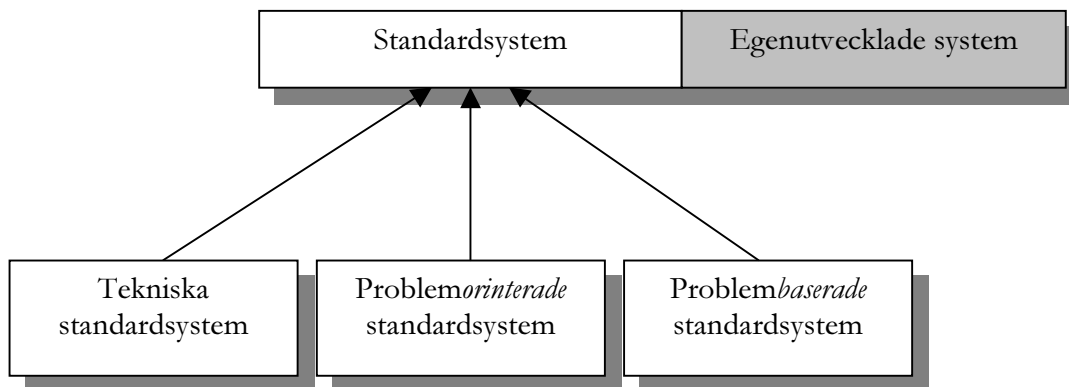 Standardsystem
Egenutvecklade system
Tekniska
standardsystem
Problemorinterade
standardsystem
Problembaserade
standardsystem